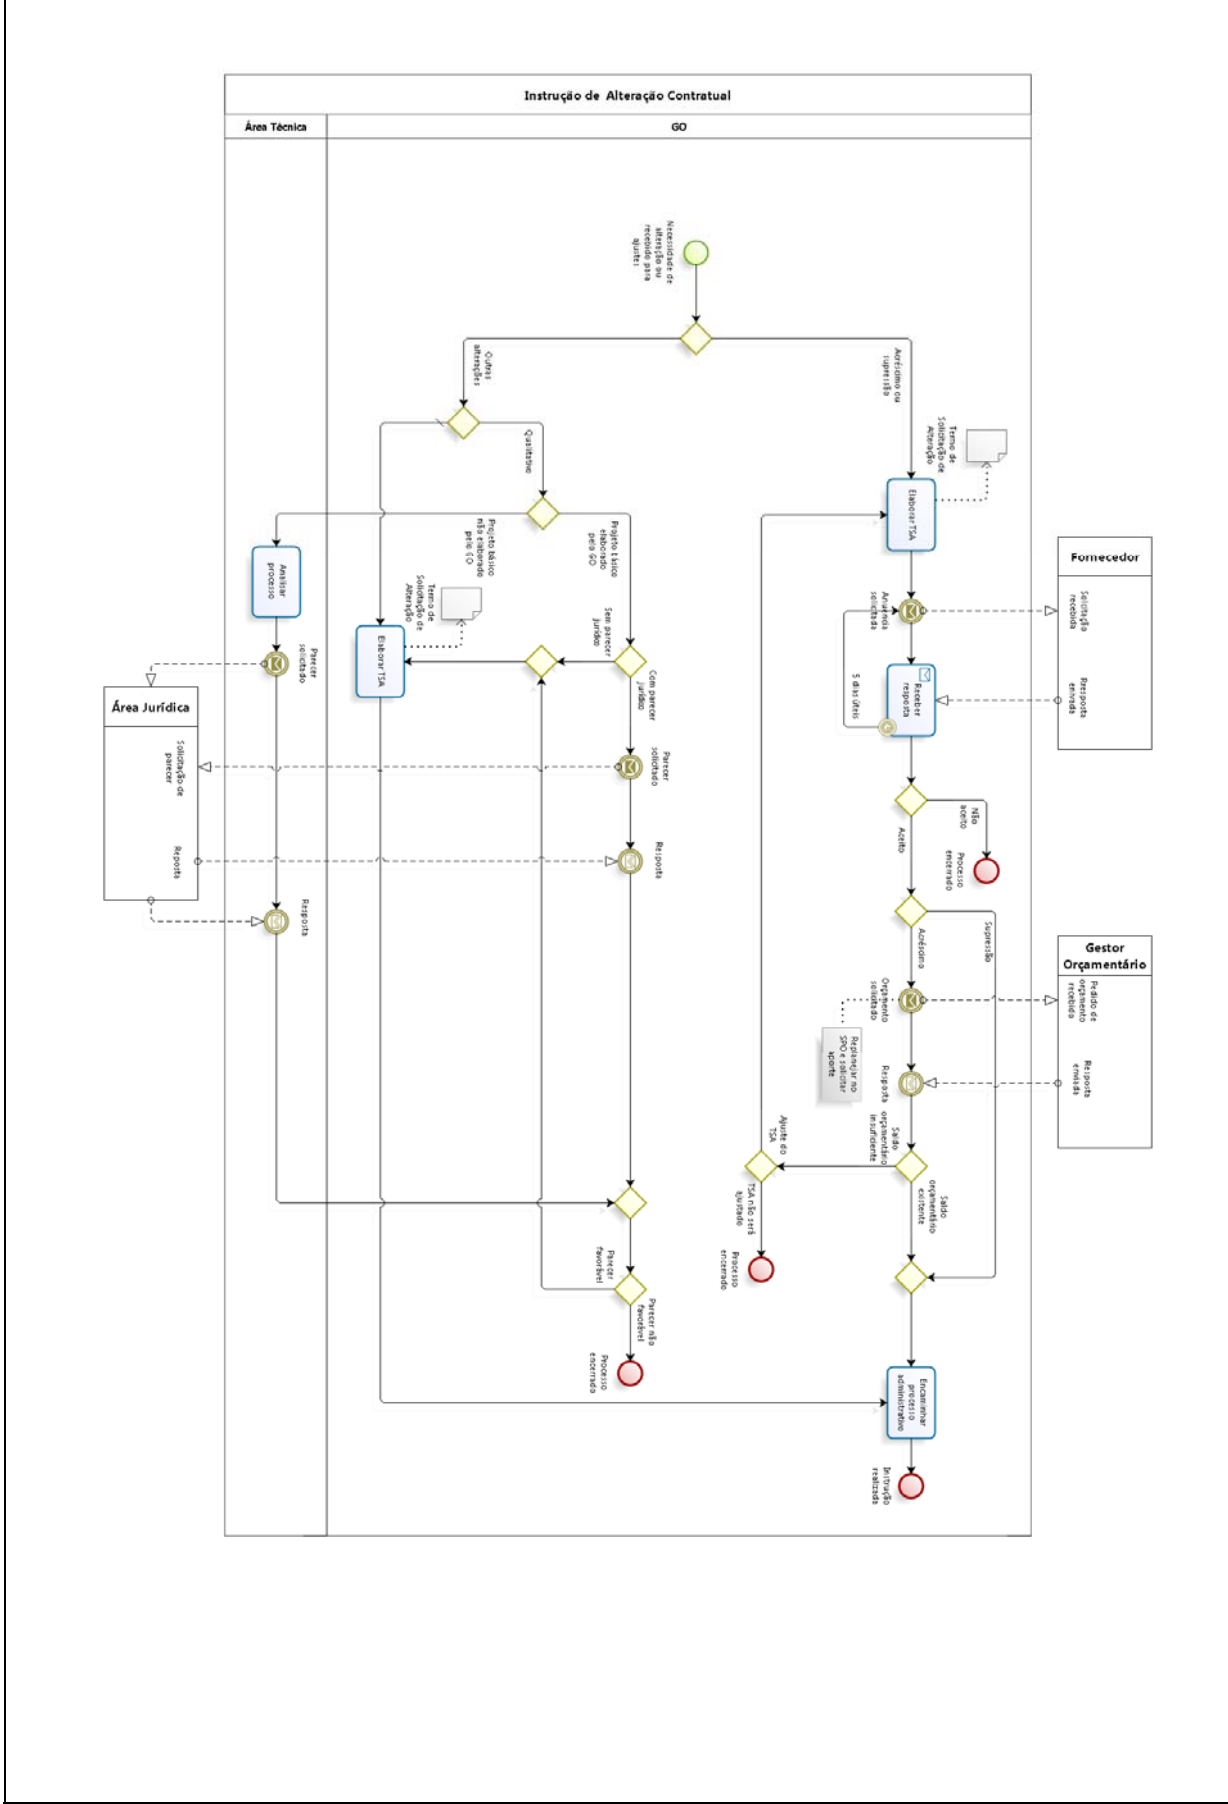 Instrução de Alteração Contratual
Área Técnica
GO
Necessidade de
alteração ou
recebido para
ajustes
Acréscimo ou
supressão
Outras
alterações
Termo de
Solicitação de
Alteração
Qualitativo
Elaborar TSA
Projeto básico
elaborado
pelo GO
Projeto básico
não elaborado
pelo GO
Fornecedor
Analisar
processo
Termo de
Solicitação de
Alteração
Sem parecer
jurídico
Anuência
solicitada
Solicitação
recebida
Elaborar TSA
Parecer
solicitado
Com parecer
jurídico
5 dias úteis
Receber
resposta
Rresposta
enivada
Área Jurídica
Solicitação de
parecer
Parecer
solicitado
Não
aceito
Aceito
Reposta
Resposta
Processo
encerrado
Resposta
Acréscimo
Supressão
Gestor
Orçamentário
Orçamento
solicitado
Pedido de
orçamento
recebido
Replanejar no
SPO e solicitar
aporte
Resposta
Resposta
enviada
Ajuste do
TSA
Saldo
orçamentário
insuficiente
TSA não será
ajustado
Saldo
orçamentário
existente
Parecer
favorável
Processo
encerrado
Parecer não
favorável
Processo
encerrado
Encaminhar
processo
administrativo
Instrução
realizada